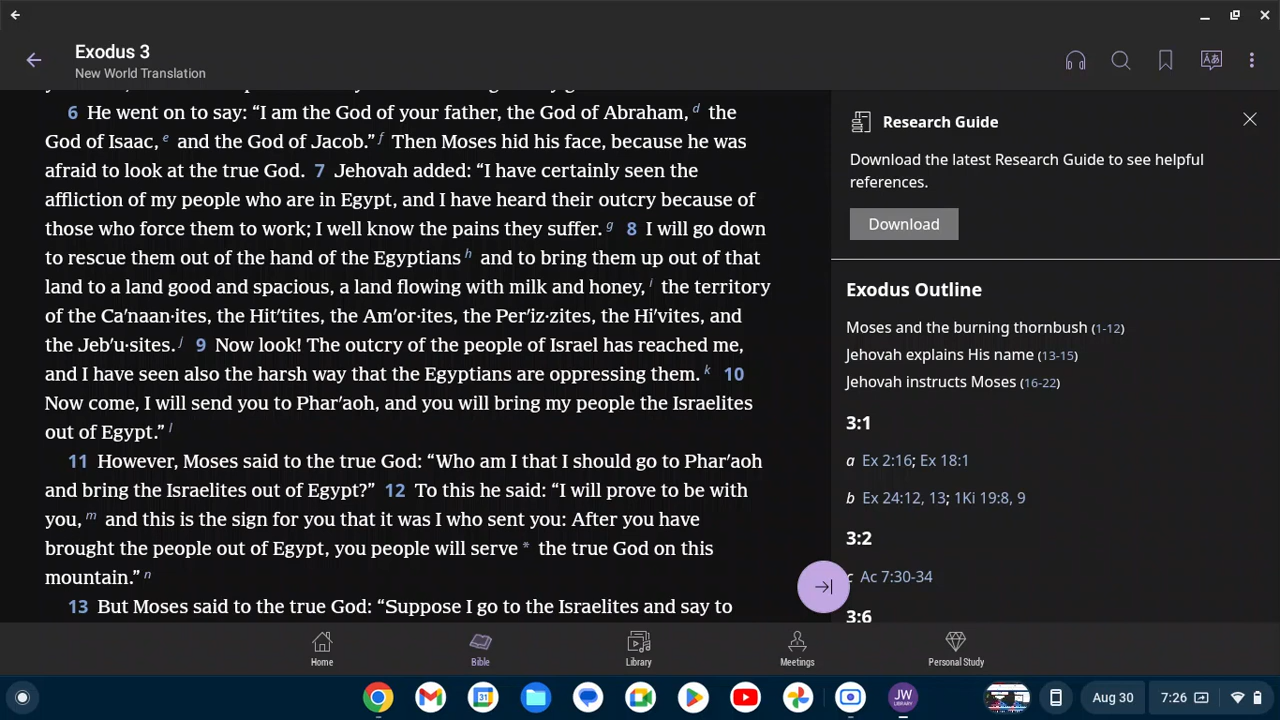 Exodus 3
New World Translation
6 He went on to say: “I am the God of your father, the God of Abraham, d the
God of Isaac, e and the God of Jacob.” f Then Moses hid his face, because he was
afraid to look at the true God. 7 Jehovah added: “I have certainly seen the
affliction of my people who are in Egypt, and I have heard their outcry because of
those who force them to work; I well know the pains they suffer. g 8 I will go down
to rescue them out of the hand of the Egyptians h and to bring them up out of that
land to a land good and spacious, a land flowing with milk and honey, i the territory
of the Caʹnaan·ites, the Hitʹtites, the Amʹor·ites, the Perʹiz·zites, the Hiʹvites, and
the Jebʹu·sites. j 9 Now look! The outcry of the people of Israel has reached me,
and I have seen also the harsh way that the Egyptians are oppressing them. k 10
Now come, I will send you to Pharʹaoh, and you will bring my people the Israelites
out of Egypt.” l
11 However, Moses said to the true God: “Who am I that I should go to Pharʹaoh
and bring the Israelites out of Egypt?” 12 To this he said: “I will prove to be with
you, m and this is the sign for you that it was I who sent you: After you have
brought the people out of Egypt, you people will serve * the true God on this
mountain.” n
13 But Moses said to the true God: “Suppose I go to the Israelites and say to
Research Guide
Download the latest Research Guide to see helpful
references.
Download
Exodus Outline
Moses and the burning thornbush (1-12)
Jehovah explains His name (13-15)
Jehovah instructs Moses (16-22)
3:1
a Ex 2:16; Ex 18:1
b Ex 24:12, 13; 1Ki 19:8, 9
3:2
c Ac 7:30-34
3:6
Home
Bible
Library
Meetings
Personal Study
JW
LIBRARY
Aug 30
7:26